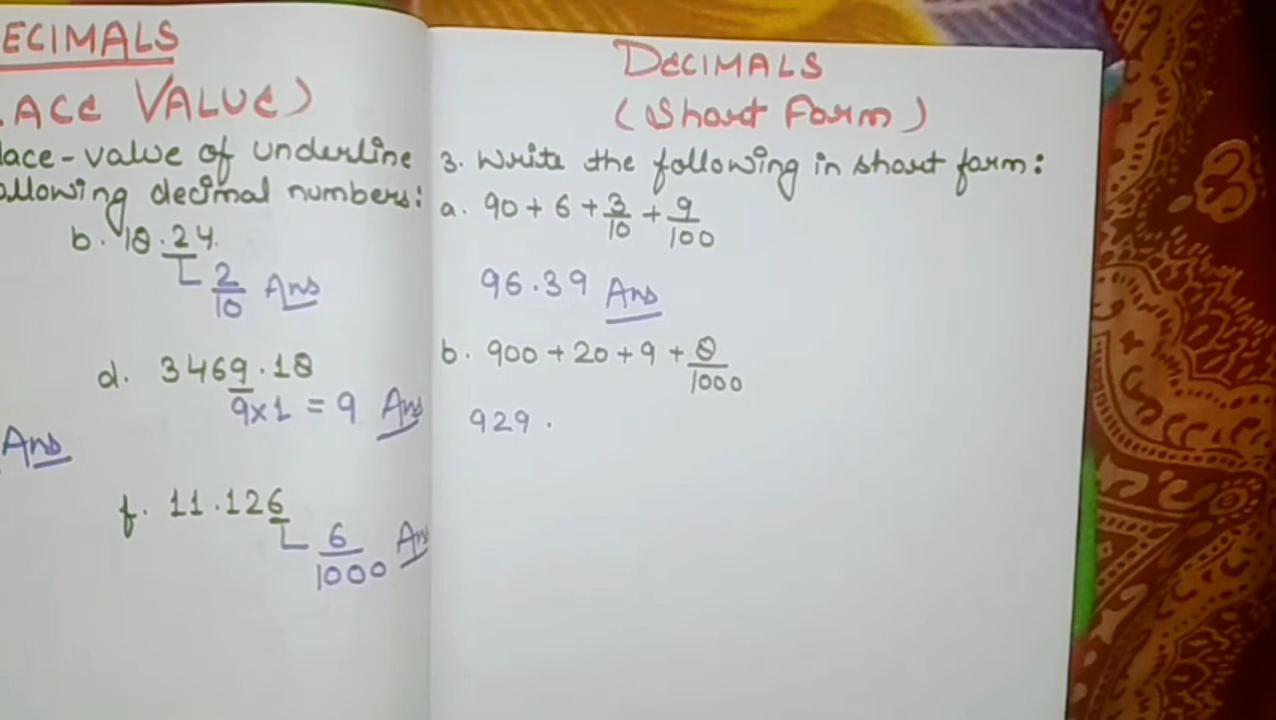 ECIMALS
ACE VALUE)
lace-value of underline
ollowing decimal numbers:
b. 18.24
2/10 Ans
d. 3469.18
9x1 = 9 Ans
Ans
f. 11.126
6/1000 Ans
DECIMALS
(Short Form)
3. Write the following in short form:
a. 90 + 6 + 3/10 + 9/100
96.39 Ans
b. 900 + 20 + 9 + 8/1000
929.